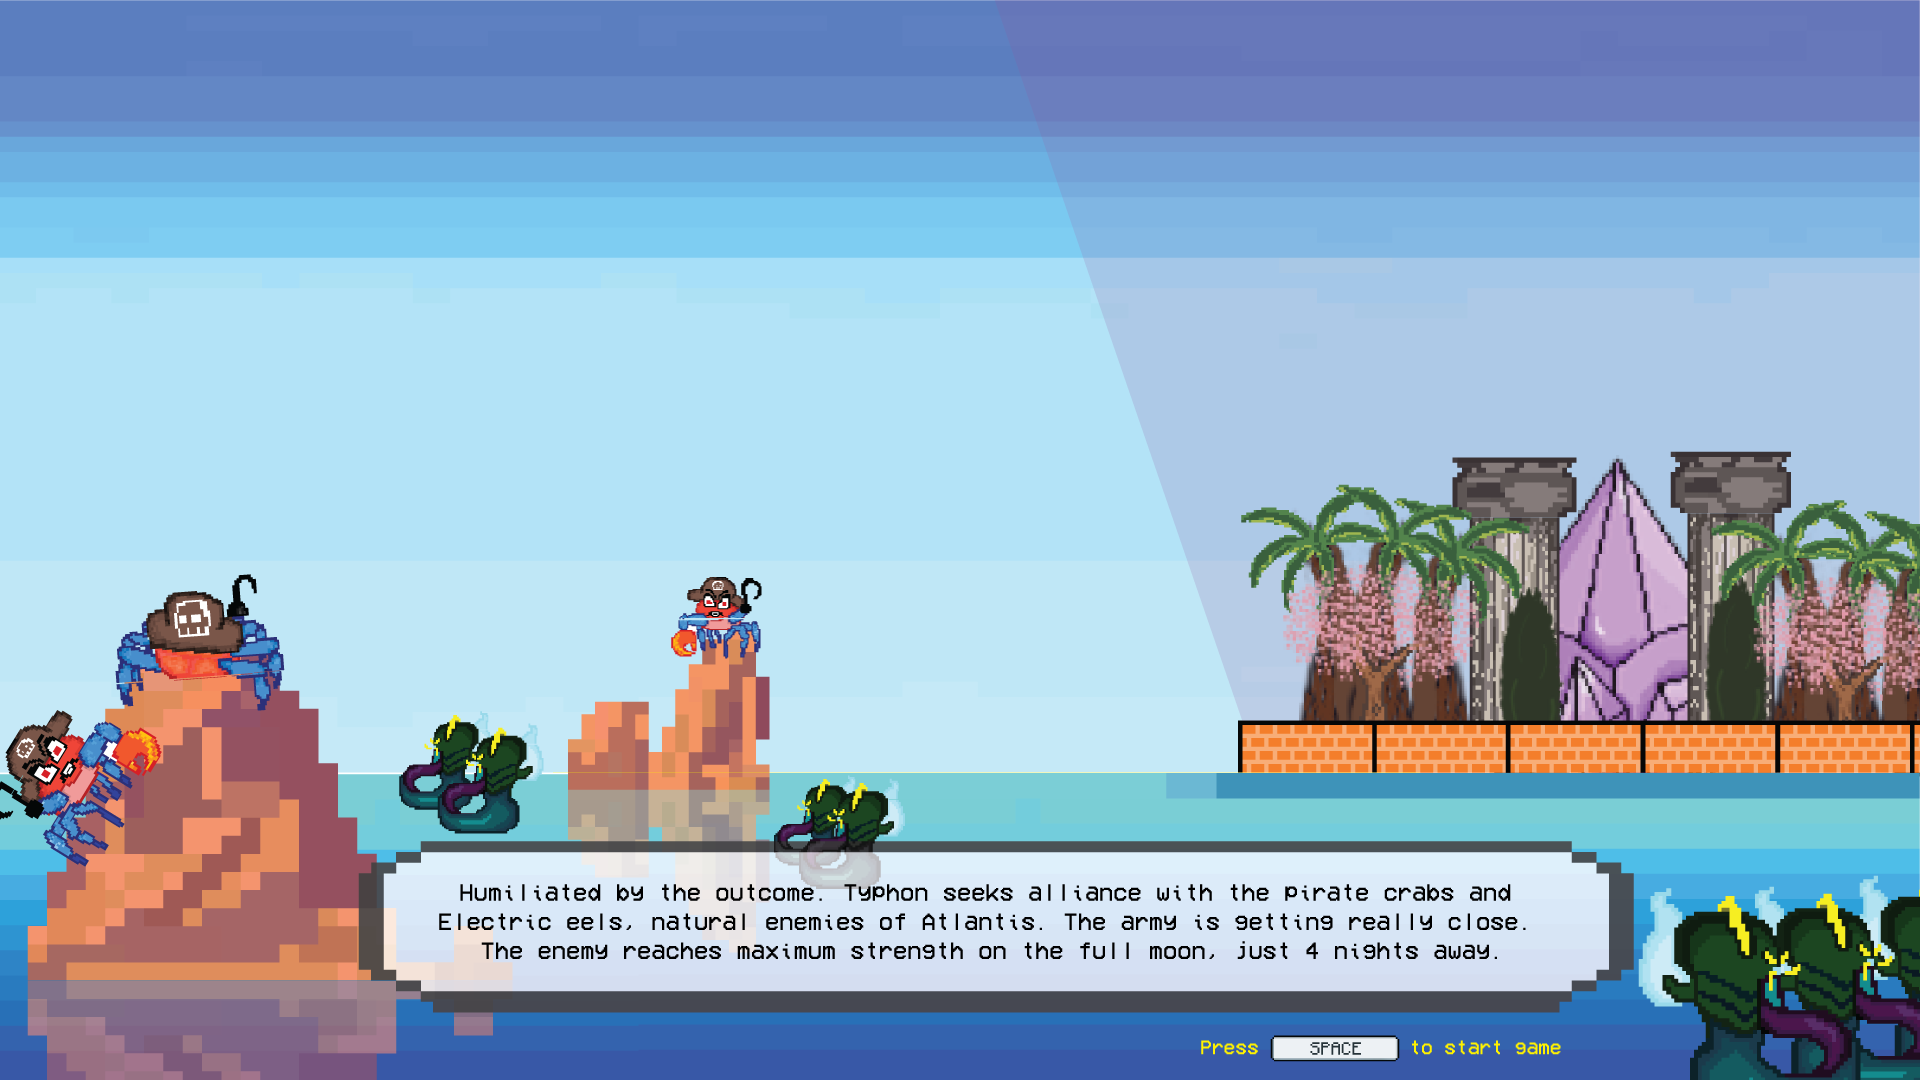 Humiliated by the outcome. Typhon seeks alliance with the pirate crabs and
Electric eels, natural enemies of Atlantis. The army is getting really close.
The enemy reaches maximum strength on the full moon, just 4 nights away.
Press SPACE to start game